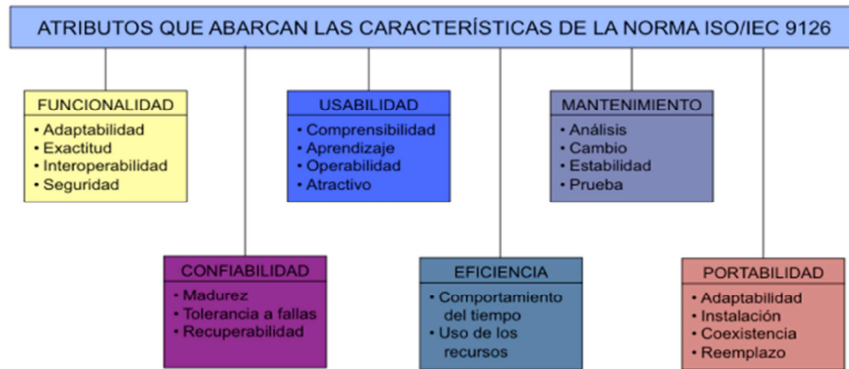 ATRIBUTOS QUE ABARCAN LAS CARACTERÍSTICAS DE LA NORMA ISO/IEC 9126
FUNCIONALIDAD
• Adaptabilidad
• Exactitud
• Interoperabilidad
• Seguridad
USABILIDAD
• Comprensibilidad
• Aprendizaje
• Operabilidad
• Atractivo
MANTENIMIENTO
• Análisis
• Cambio
• Estabilidad
• Prueba
CONFIABILIDAD
• Madurez
• Tolerancia a fallas
• Recuperabilidad
EFICIENCIA
• Comportamiento
del tiempo
• Uso de los
recursos
PORTABILIDAD
• Adaptabilidad
• Instalación
• Coexistencia
• Reemplazo